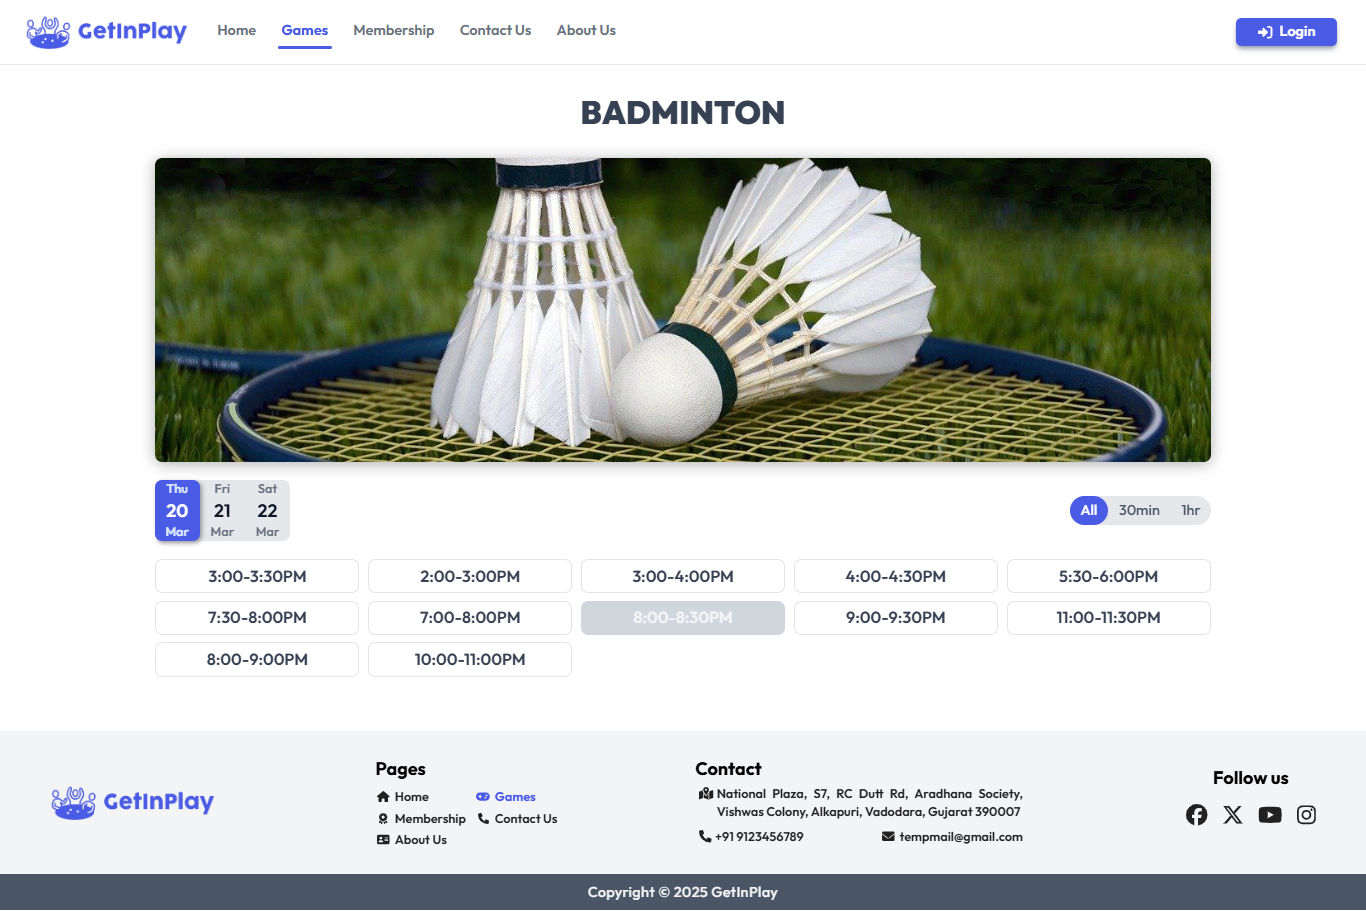 GetInPlay
Home
Games
Membership
Contact Us
About Us
Login
BADMINTON
Thu
20
Mar
Fri
21
Mar
Sat
22
Mar
All
30min
1hr
3:00-3:30PM
2:00-3:00PM
3:00-4:00PM
4:00-4:30PM
5:30-6:00PM
7:30-8:00PM
7:00-8:00PM
8:00-8:30PM
9:00-9:30PM
11:00-11:30PM
8:00-9:00PM
10:00-11:00PM
GetInPlay
Pages
Home
Games
Membership
Contact Us
About Us
Contact
National Plaza, S7, RC Dutt Rd, Aradhana Society,
Vishwas Colony, Alkapuri, Vadodara, Gujarat 390007
+91 9123456789
tempmail@gmail.com
Follow us
Copyright © 2025 GetInPlay